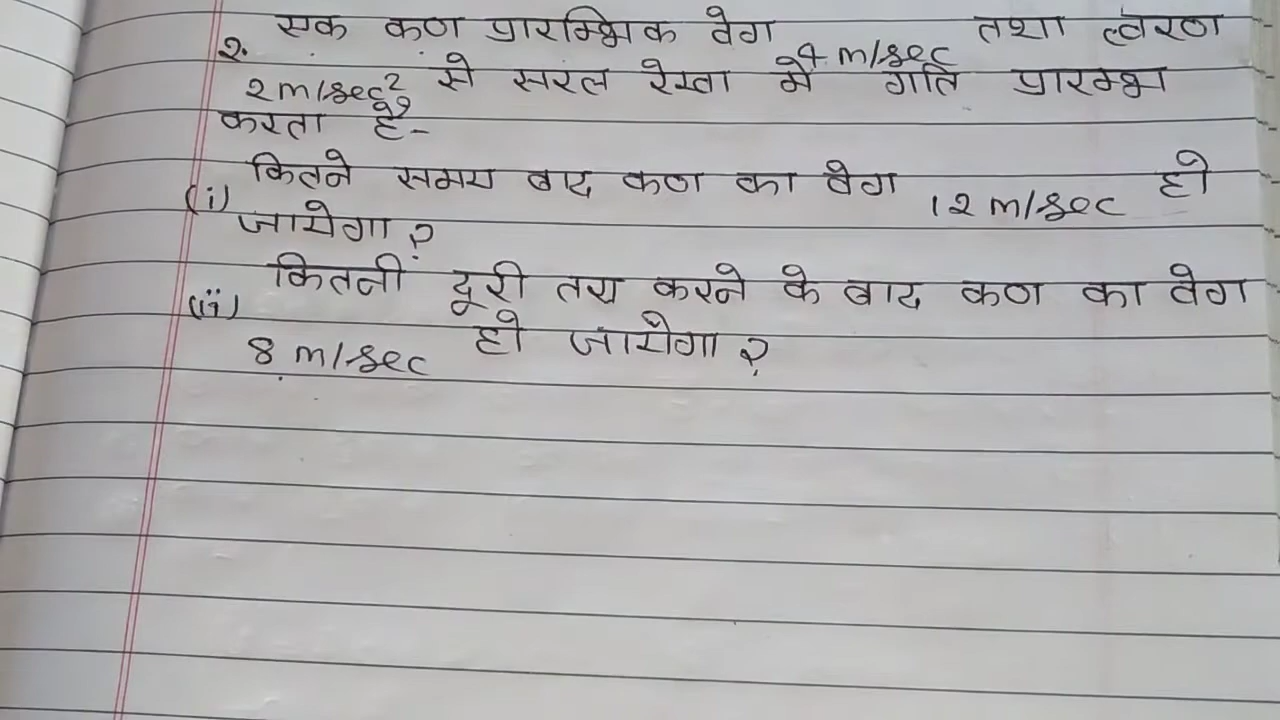 2. एक कण प्रारम्भिक वेग 4 m/sec तथा त्वरण
2 m/sec² से सरल रेखा में गति प्रारम्भ
करता है-
(i) कितने समय बाद कण का वेग 12 m/sec हो
जायेगा?
(ii) कितनी दूरी तय करने के बाद कण का वेग
8 m/sec हो जायेगा?